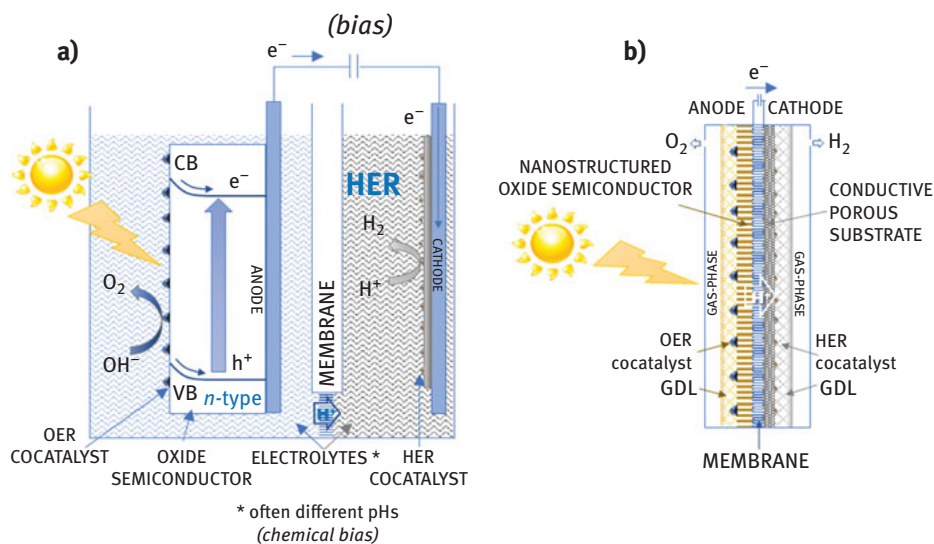 a)
(bias)
e⁻
e⁻
CB
e⁻
HER
H₂
H⁺
CATHODE
ANODE
O₂
OH⁻
h⁺
VB
n-type
MEMBRANE
H⁺
OER
COCATALYST
OXIDE
SEMICONDUCTOR
ELECTROLYTES *
HER
COCATALYST
* often different pHs
(chemical bias)
b)
e⁻
ANODE
CATHODE
O₂
H₂
NANOSTRUCTURED
OXIDE SEMICONDUCTOR
CONDUCTIVE
POROUS
SUBSTRATE
GAS-PHASE
GAS-PHASE
H⁺
OER
cocatalyst
GDL
HER
cocatalyst
GDL
MEMBRANE